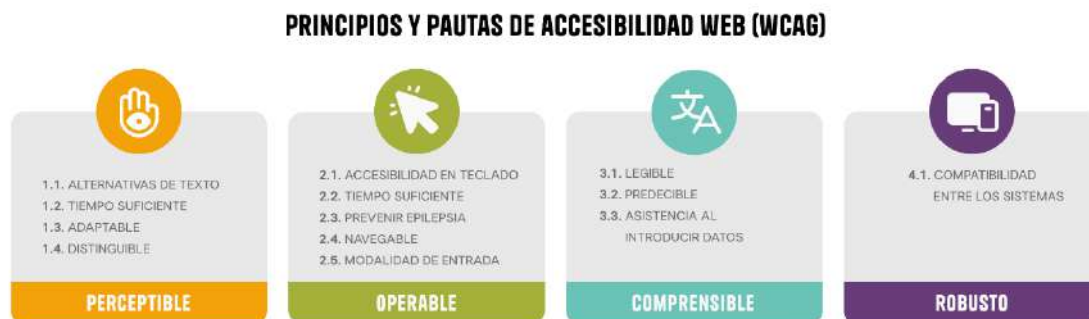 PRINCIPIOS Y PAUTAS DE ACCESIBILIDAD WEB (WCAG)
1.1. ALTERNATIVAS DE TEXTO
1.2. TIEMPO SUFICIENTE
1.3. ADAPTABLE
1.4. DISTINGUIBLE
PERCEPTIBLE
2.1. ACCESIBILIDAD EN TECLADO
2.2. TIEMPO SUFICIENTE
2.3. PREVENIR EPILEPSIA
2.4. NAVEGABLE
2.5. MODALIDAD DE ENTRADA
OPERABLE
文A
3.1. LEGIBLE
3.2. PREDECIBLE
3.3. ASISTENCIA AL
INTRODUCIR DATOS
COMPRENSIBLE
4.1. COMPATIBILIDAD
ENTRE LOS SISTEMAS
ROBUSTO